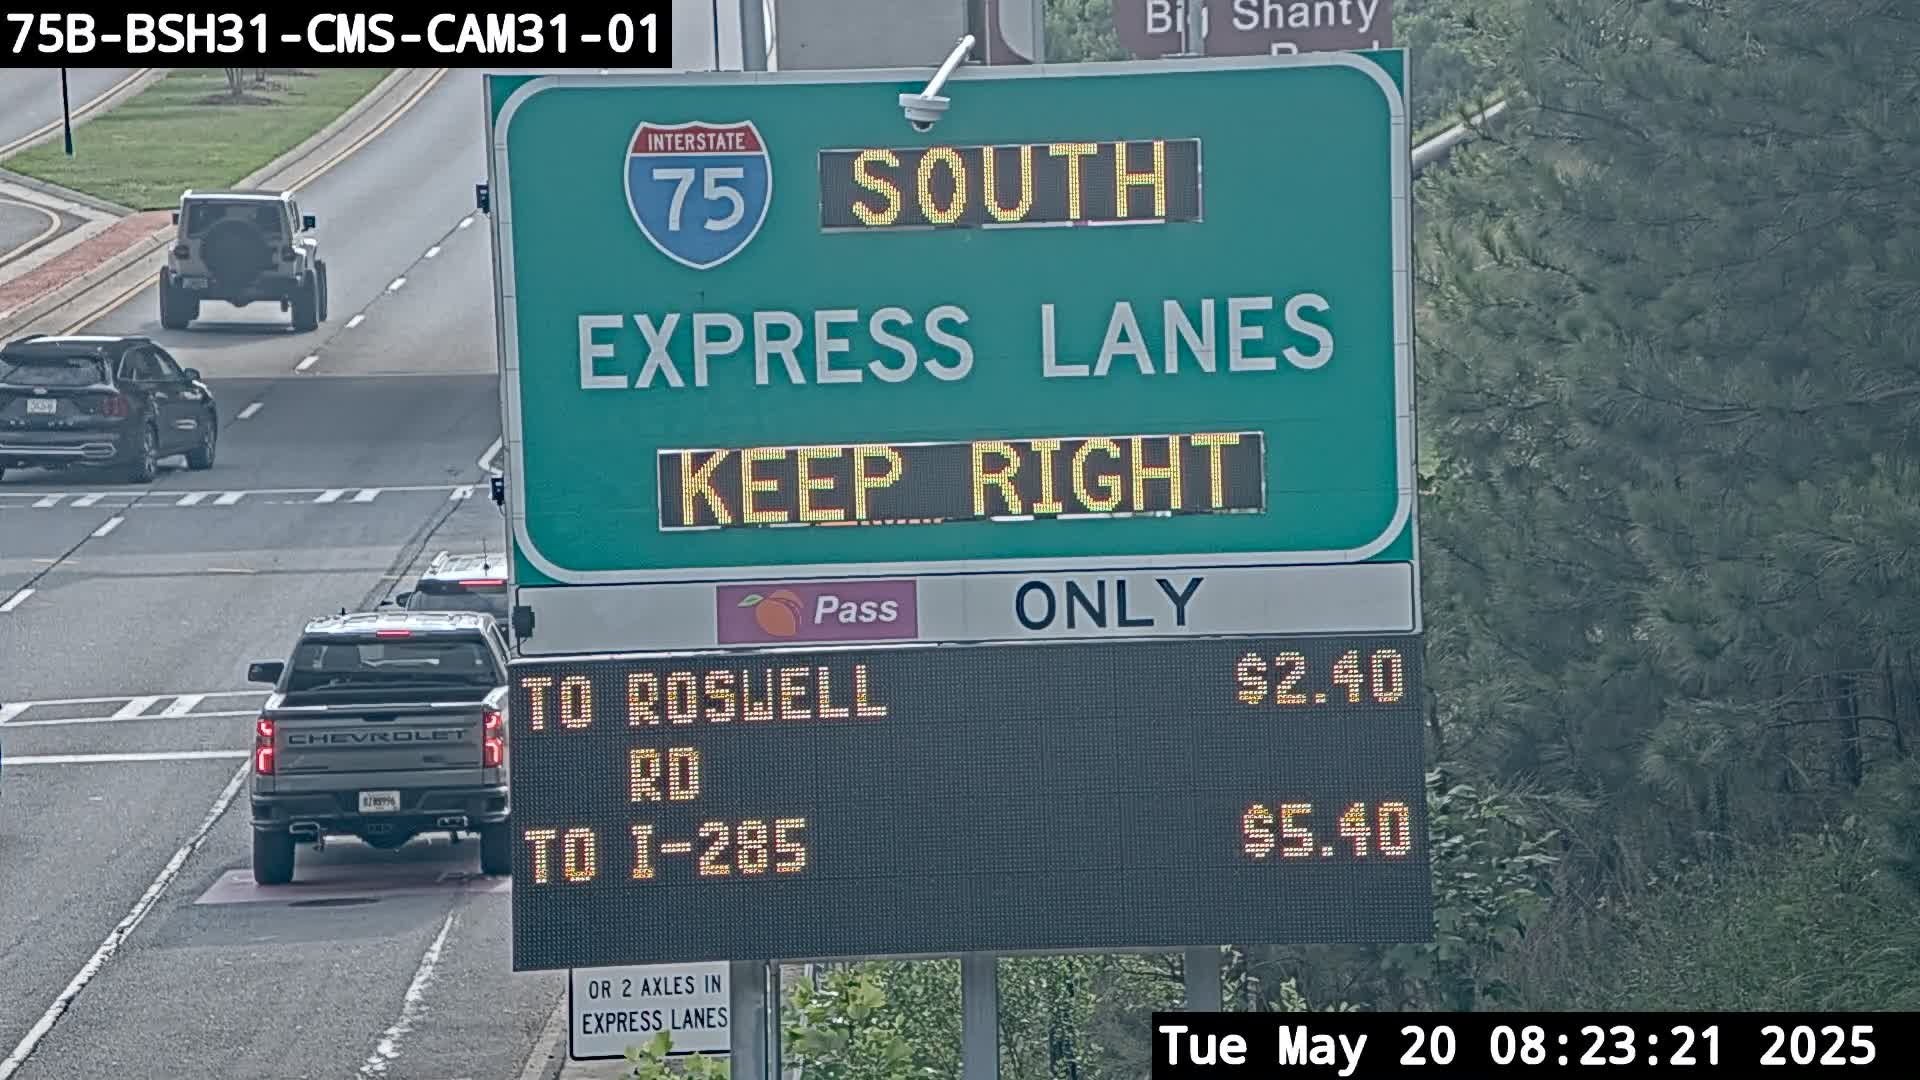 75B-BSH31-CMS-CAM31-01
Big Shanty
INTERSTATE
75
SOUTH
EXPRESS LANES
KEEP RIGHT
Pass ONLY
TO ROSWELL $2.40
RD
TO I-285 $5.40
CHEVROLET
OR 2 AXLES IN
EXPRESS LANES
Tue May 20 08:23:21 2025